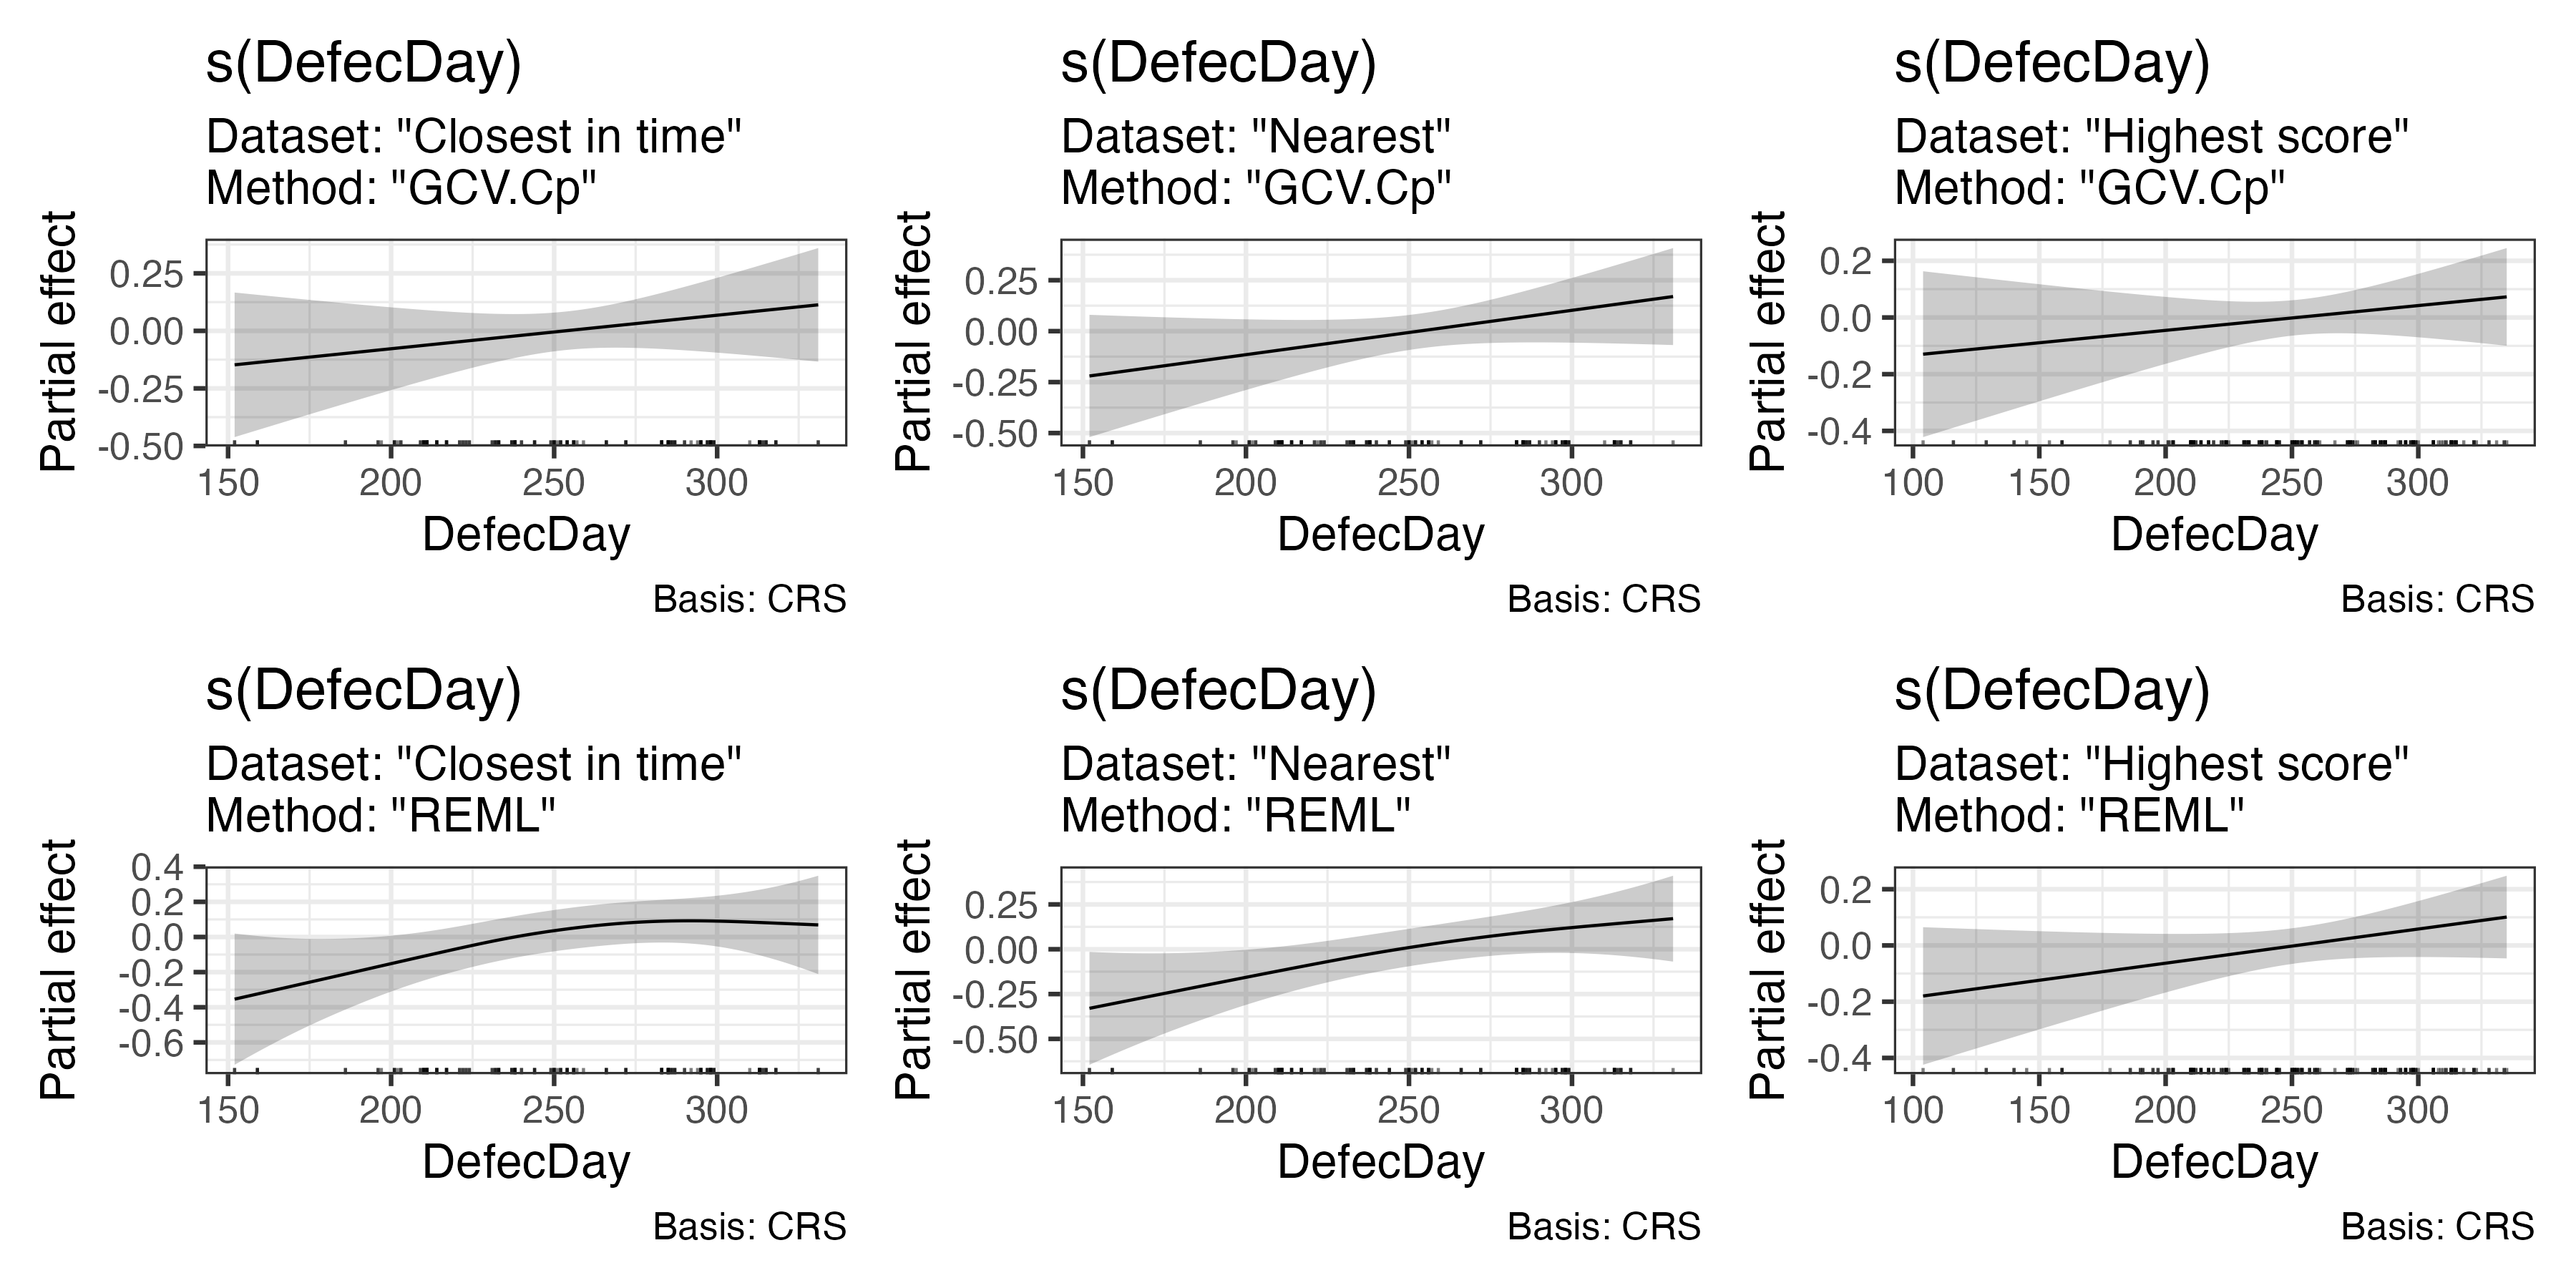 s(DefecDay)
Dataset: "Closest in time"
Method: "GCV.Cp"
Partial effect
0.25
0.00
-0.25
-0.50
150 200 250 300
DefecDay
Basis: CRS
s(DefecDay)
Dataset: "Nearest"
Method: "GCV.Cp"
Partial effect
0.25
0.00
-0.25
-0.50
150 200 250 300
DefecDay
Basis: CRS
s(DefecDay)
Dataset: "Highest score"
Method: "GCV.Cp"
Partial effect
0.2
0.0
-0.2
-0.4
100 150 200 250 300
DefecDay
Basis: CRS
s(DefecDay)
Dataset: "Closest in time"
Method: "REML"
Partial effect
0.4
0.2
0.0
-0.2
-0.4
-0.6
150 200 250 300
DefecDay
Basis: CRS
s(DefecDay)
Dataset: "Nearest"
Method: "REML"
Partial effect
0.25
0.00
-0.25
-0.50
150 200 250 300
DefecDay
Basis: CRS
s(DefecDay)
Dataset: "Highest score"
Method: "REML"
Partial effect
0.2
0.0
-0.2
-0.4
100 150 200 250 300
DefecDay
Basis: CRS